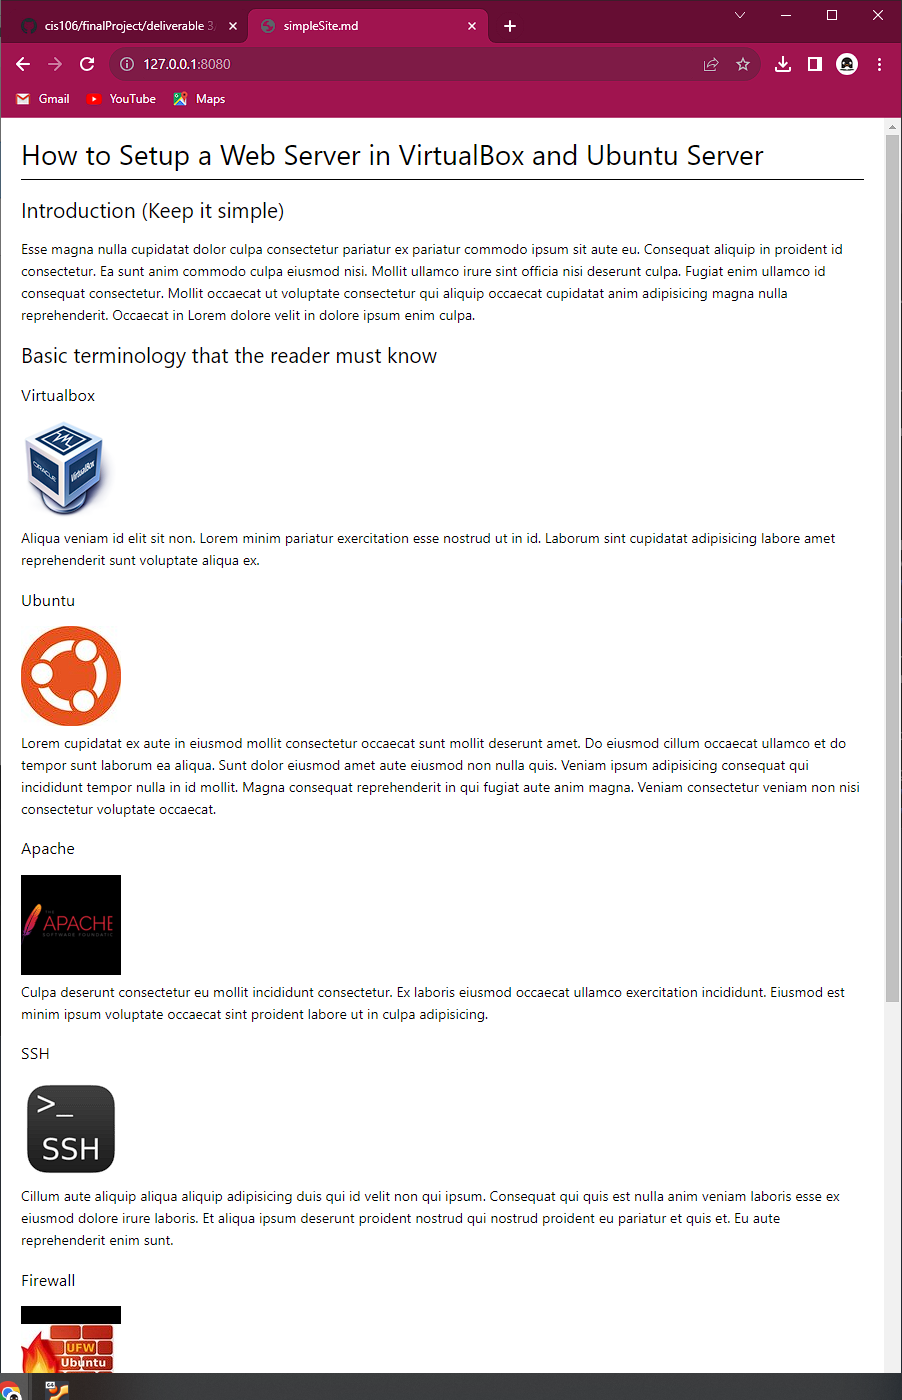 cis106/finalProject/deliverable 3
simpleSite.md
127.0.0.1:8080
Gmail YouTube Maps
How to Setup a Web Server in VirtualBox and Ubuntu Server
Introduction (Keep it simple)
Esse magna nulla cupidatat dolor culpa consectetur pariatur ex pariatur commodo ipsum sit aute eu. Consequat aliquip in proident id
consectetur. Ea sunt anim commodo culpa eiusmod nisi. Mollit ullamco irure sint officia nisi deserunt culpa. Fugiat enim ullamco id
consequat consectetur. Mollit occaecat ut voluptate consectetur qui aliquip occaecat cupidatat anim adipisicing magna nulla
reprehenderit. Occaecat in Lorem dolore velit in dolore ipsum enim culpa.
Basic terminology that the reader must know
Virtualbox
ORACLE VirtualBox
Aliqua veniam id elit sit non. Lorem minim pariatur exercitation esse nostrud ut in id. Laborum sint cupidatat adipisicing labore amet
reprehenderit sunt voluptate aliqua ex.
Ubuntu
Lorem cupidatat ex aute in eiusmod mollit consectetur occaecat sunt mollit deserunt amet. Do eiusmod cillum occaecat ullamco et do
tempor sunt laborum ea aliqua. Sunt dolor eiusmod amet aute eiusmod non nulla quis. Veniam ipsum adipisicing consequat qui
incididunt tempor nulla in id mollit. Magna consequat reprehenderit in qui fugiat aute anim magna. Veniam consectetur veniam non nisi
consectetur voluptate occaecat.
Apache
THE
APACHE
SOFTWARE FOUNDATIO
Culpa deserunt consectetur eu mollit incididunt consectetur. Ex laboris eiusmod occaecat ullamco exercitation incididunt. Eiusmod est
minim ipsum voluptate occaecat sint proident labore ut in culpa adipisicing.
SSH
>_
SSH
Cillum aute aliquip aliqua aliquip adipisicing duis qui id velit non qui ipsum. Consequat qui quis est nulla anim veniam laboris esse ex
eiusmod dolore irure laboris. Et aliqua ipsum deserunt proident nostrud qui nostrud proident eu pariatur et quis et. Eu aute
reprehenderit enim sunt.
Firewall
UFW
Ubuntu